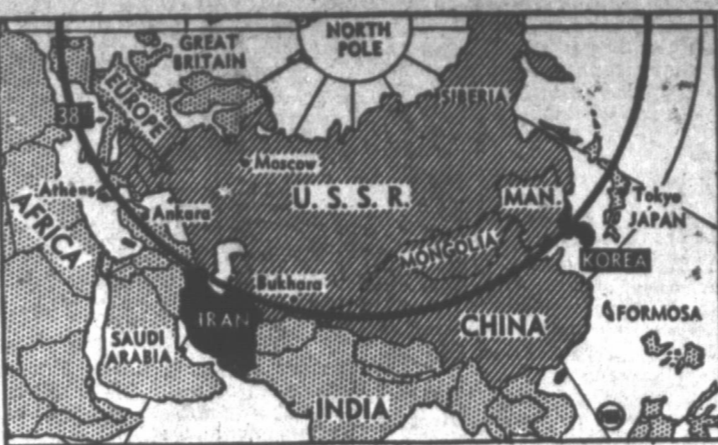 NORTH
POLE
GREAT
BRITAIN
EUROPE
SIBERIA
38
Moscow
Athens
Ankara
U. S. S. R.
MAN.
Tokyo
JAPAN
AFRICA
MONGOLIA
KOREA
Bukhara
IRAN
SAUDI
ARABIA
CHINA
FORMOSA
INDIA